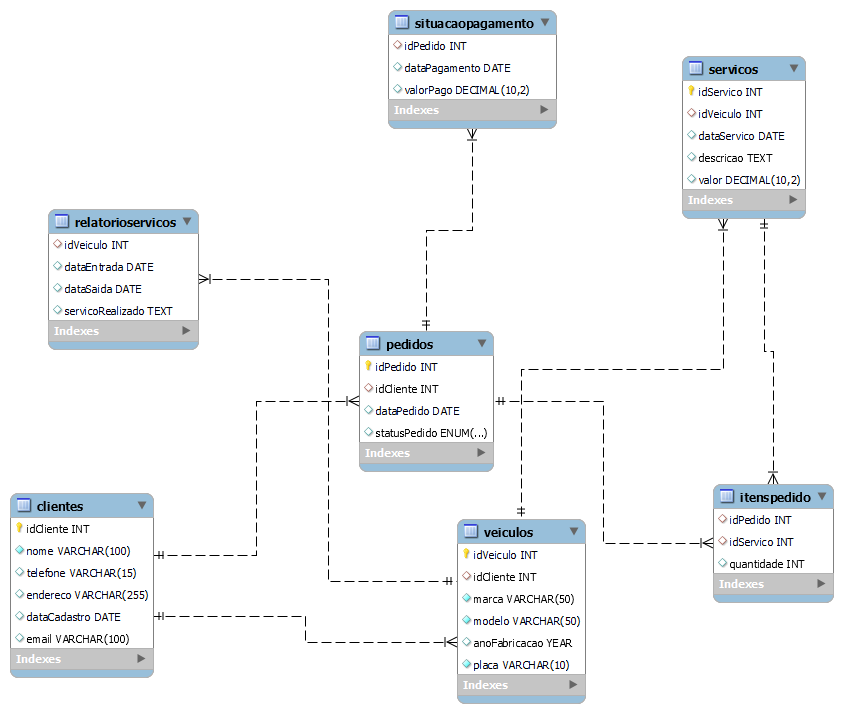 situacaopagamento
idPedido INT
dataPagamento DATE
valorPago DECIMAL(10,2)
Indexes
servicos
idServico INT
idVeiculo INT
dataServico DATE
descricao TEXT
valor DECIMAL(10,2)
Indexes
relatorioservicos
idVeiculo INT
dataEntrada DATE
dataSaida DATE
servicoRealizado TEXT
Indexes
pedidos
idPedido INT
idCliente INT
dataPedido DATE
statusPedido ENUM(...)
Indexes
clientes
idCliente INT
nome VARCHAR(100)
telefone VARCHAR(15)
endereco VARCHAR(255)
dataCadastro DATE
email VARCHAR(100)
Indexes
veiculos
idVeiculo INT
idCliente INT
marca VARCHAR(50)
modelo VARCHAR(50)
anoFabricacao YEAR
placa VARCHAR(10)
Indexes
itenspedido
idPedido INT
idServico INT
quantidade INT
Indexes